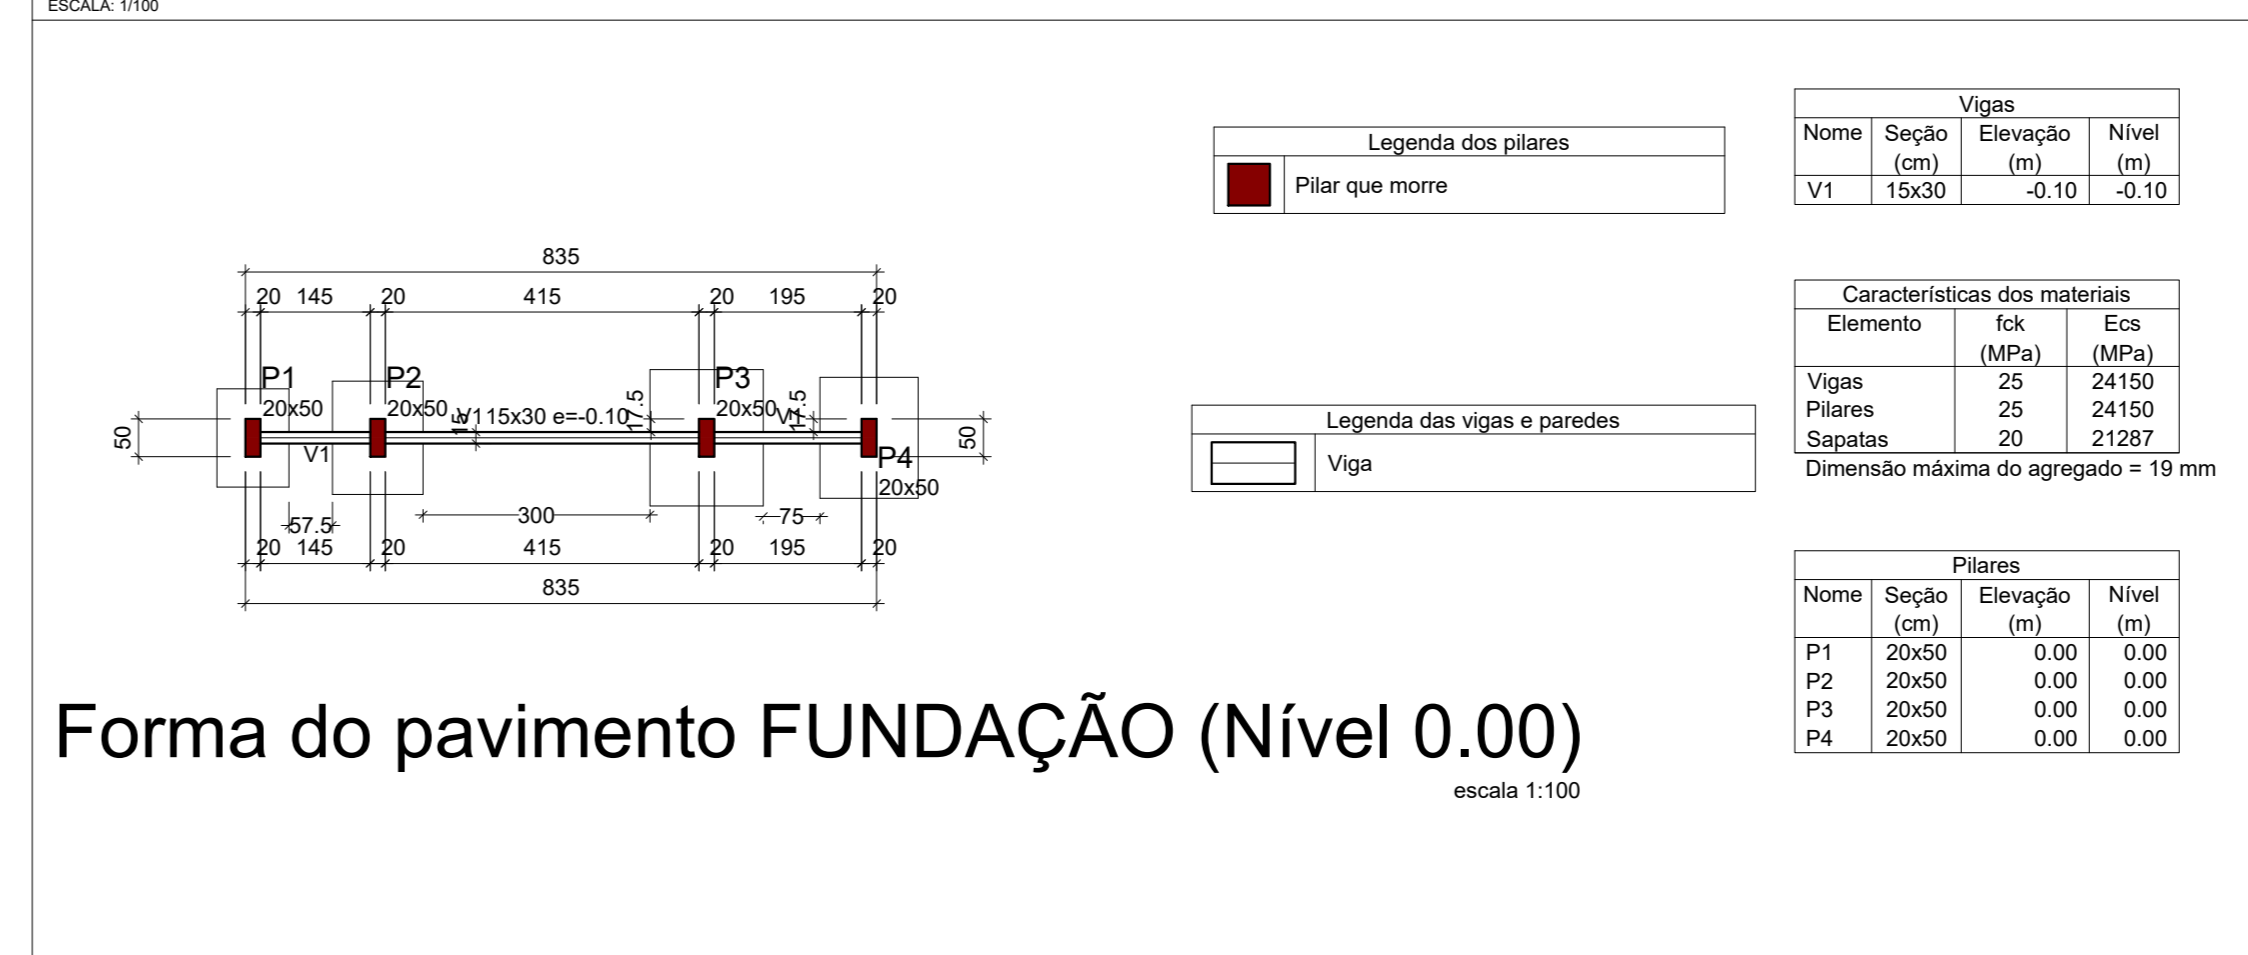 ESCALA: 1/100
835
20 145 20 415 20 195 20
P1
20x50
P2
20x50
V1 15x30 e=-0.10
15
17.5
P3
20x50
V1
17.5
50
50
V1
P4
20x50
57.5
300
75
20 145 20 415 20 195 20
835
Forma do pavimento FUNDAÇÃO (Nível 0.00)
escala 1:100
Legenda dos pilares
Pilar que morre
Legenda das vigas e paredes
Viga
Vigas
Nome Seção Elevação Nível
(cm) (m) (m)
V1 15x30 -0.10 -0.10
Características dos materiais
Elemento fck Ecs
(MPa) (MPa)
Vigas 25 24150
Pilares 25 24150
Sapatas 20 21287
Dimensão máxima do agregado = 19 mm
Pilares
Nome Seção Elevação Nível
(cm) (m) (m)
P1 20x50 0.00 0.00
P2 20x50 0.00 0.00
P3 20x50 0.00 0.00
P4 20x50 0.00 0.00